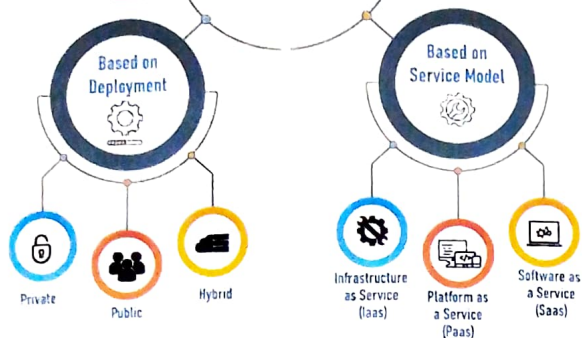 Based on
Deployment
Private
Public
Hybrid
Based on
Service Model
Infrastructure
as Service
(Iaas)
Platform as
a Service
(Paas)
Software as
a Service
(Saas)